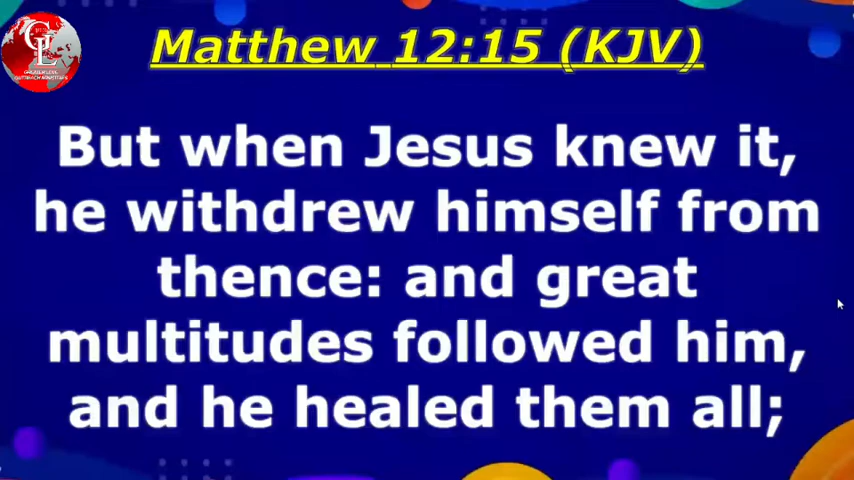 Matthew 12:15 (KJV)
But when Jesus knew it,
he withdrew himself from
thence: and great
multitudes followed him,
and he healed them all;